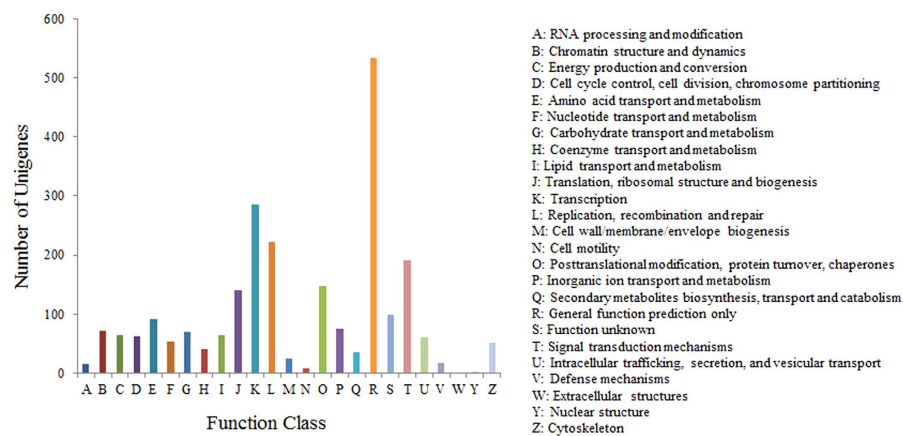 600
500
400
300
200
100
0
Number of Unigenes
A B C D E F G H I J K L M N O P Q R S T U V W Y Z
Function Class
A: RNA processing and modification
B: Chromatin structure and dynamics
C: Energy production and conversion
D: Cell cycle control, cell division, chromosome partitioning
E: Amino acid transport and metabolism
F: Nucleotide transport and metabolism
G: Carbohydrate transport and metabolism
H: Coenzyme transport and metabolism
I: Lipid transport and metabolism
J: Translation, ribosomal structure and biogenesis
K: Transcription
L: Replication, recombination and repair
M: Cell wall/membrane/envelope biogenesis
N: Cell motility
O: Posttranslational modification, protein turnover, chaperones
P: Inorganic ion transport and metabolism
Q: Secondary metabolites biosynthesis, transport and catabolism
R: General function prediction only
S: Function unknown
T: Signal transduction mechanisms
U: Intracellular trafficking, secretion, and vesicular transport
V: Defense mechanisms
W: Extracellular structures
Y: Nuclear structure
Z: Cytoskeleton